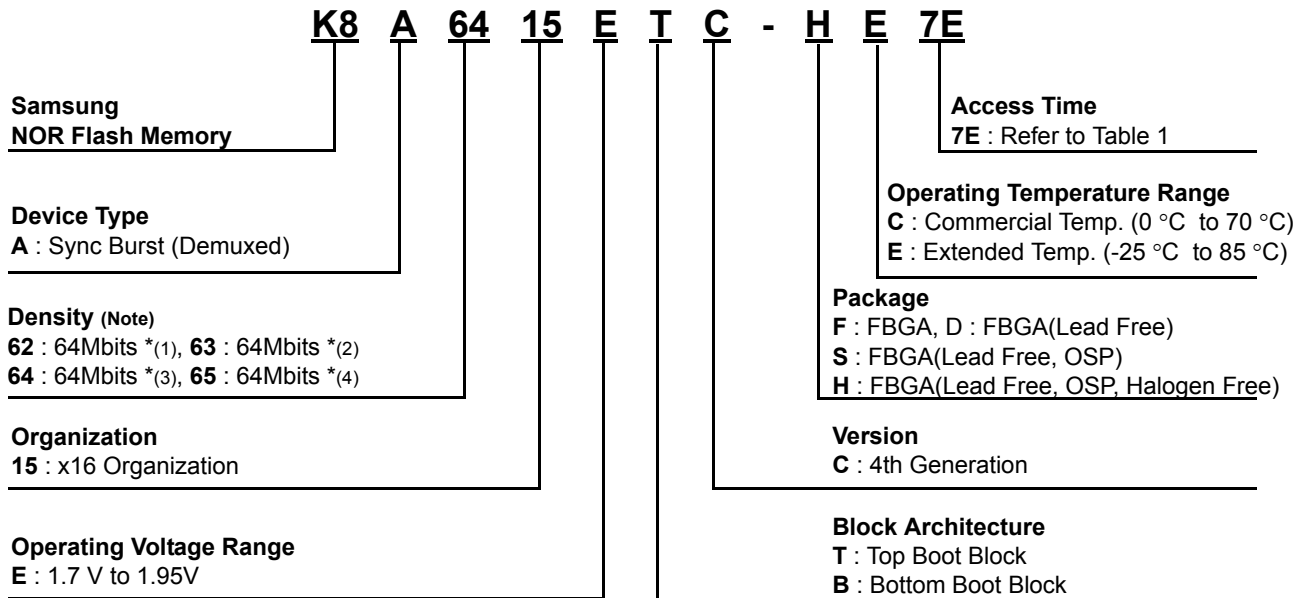 K8 A 64 15 E T C - H E 7E
Samsung
NOR Flash Memory
Device Type
A : Sync Burst (Demuxed)
Density (Note)
62 : 64Mbits *(1), 63 : 64Mbits *(2)
64 : 64Mbits *(3), 65 : 64Mbits *(4)
Organization
15 : x16 Organization
Operating Voltage Range
E : 1.7 V to 1.95V
Access Time
7E : Refer to Table 1
Operating Temperature Range
C : Commercial Temp. (0 °C to 70 °C)
E : Extended Temp. (-25 °C to 85 °C)
Package
F : FBGA, D : FBGA(Lead Free)
S : FBGA(Lead Free, OSP)
H : FBGA(Lead Free, OSP, Halogen Free)
Version
C : 4th Generation
Block Architecture
T : Top Boot Block
B : Bottom Boot Block